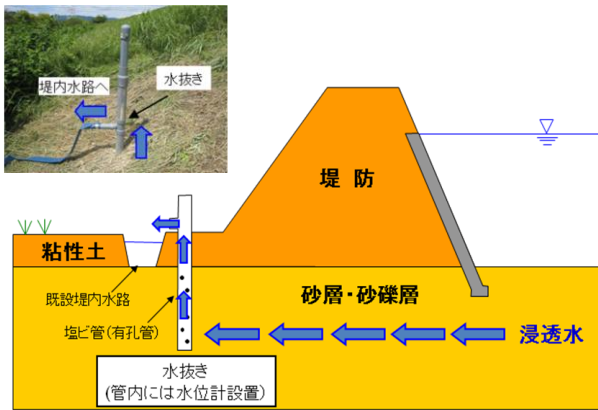 堤内水路へ
水抜き
堤 防
粘性土
既設堤内水路
砂層・砂礫層
塩ビ管(有孔管)
浸透水
水抜き
(管内には水位計設置)